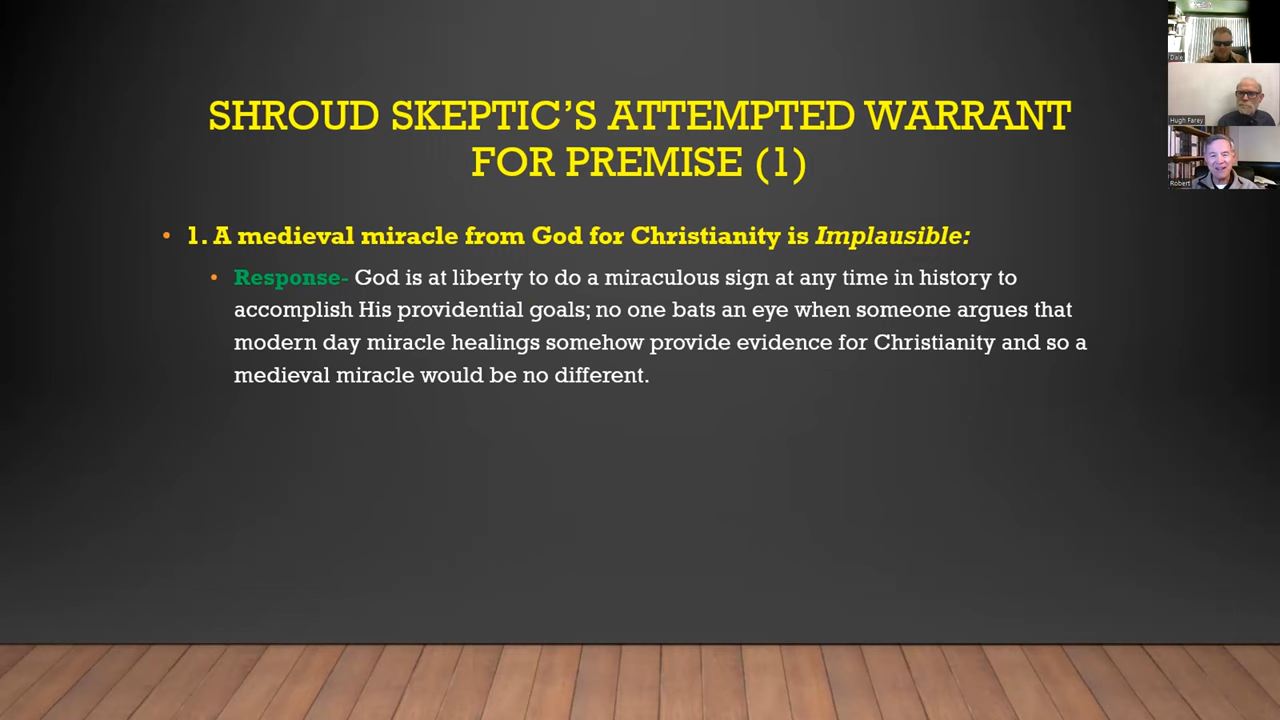 SHROUD SKEPTIC'S ATTEMPTED WARRANT
FOR PREMISE (1)
• 1. A medieval miracle from God for Christianity is Implausible:
• Response- God is at liberty to do a miraculous sign at any time in history to
accomplish His providential goals; no one bats an eye when someone argues that
modern day miracle healings somehow provide evidence for Christianity and so a
medieval miracle would be no different.
Dale
Hugh Farey
Robert